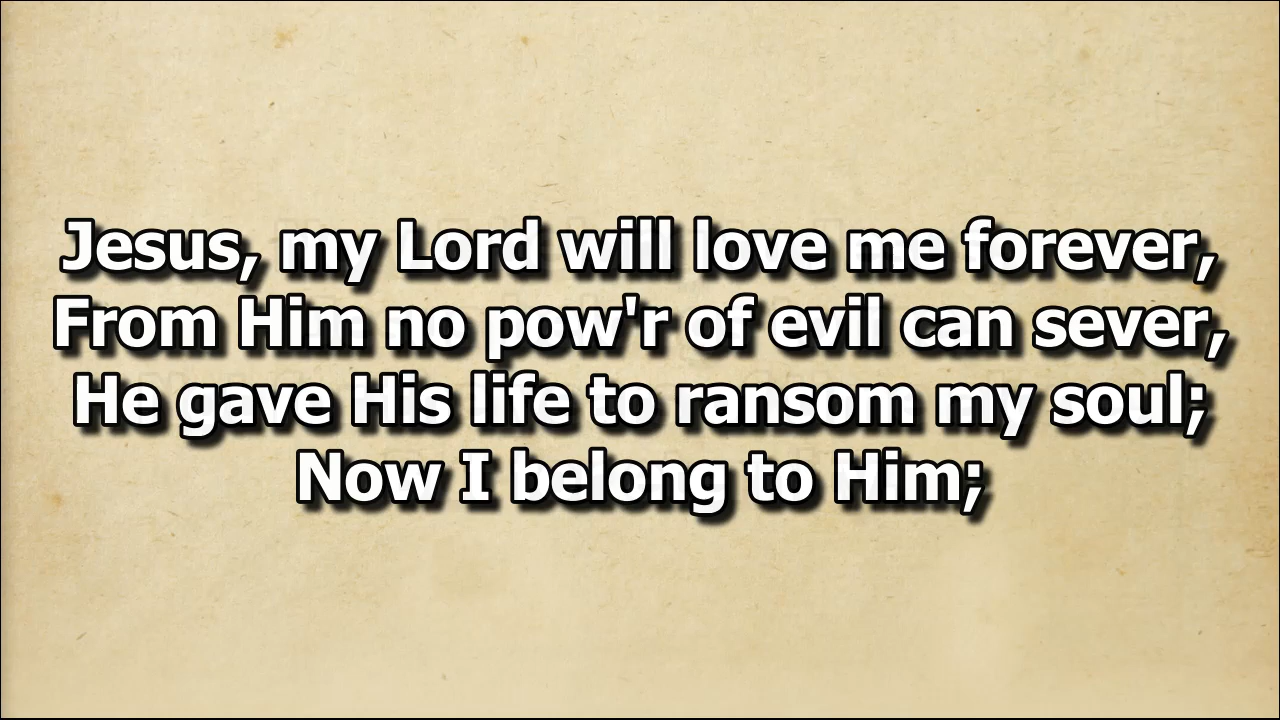 Jesus, my Lord will love me forever,
From Him no pow'r of evil can sever,
He gave His life to ransom my soul;
Now I belong to Him;